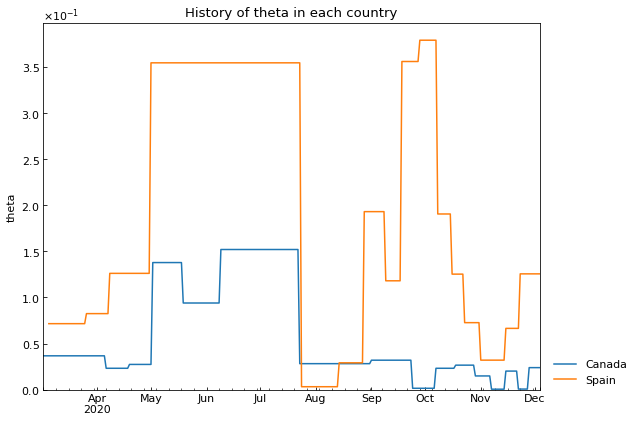 History of theta in each country
×10⁻¹
3.5
3.0
2.5
2.0
1.5
1.0
0.5
0.0
theta
Apr May Jun Jul Aug Sep Oct Nov Dec
2020
Canada
Spain